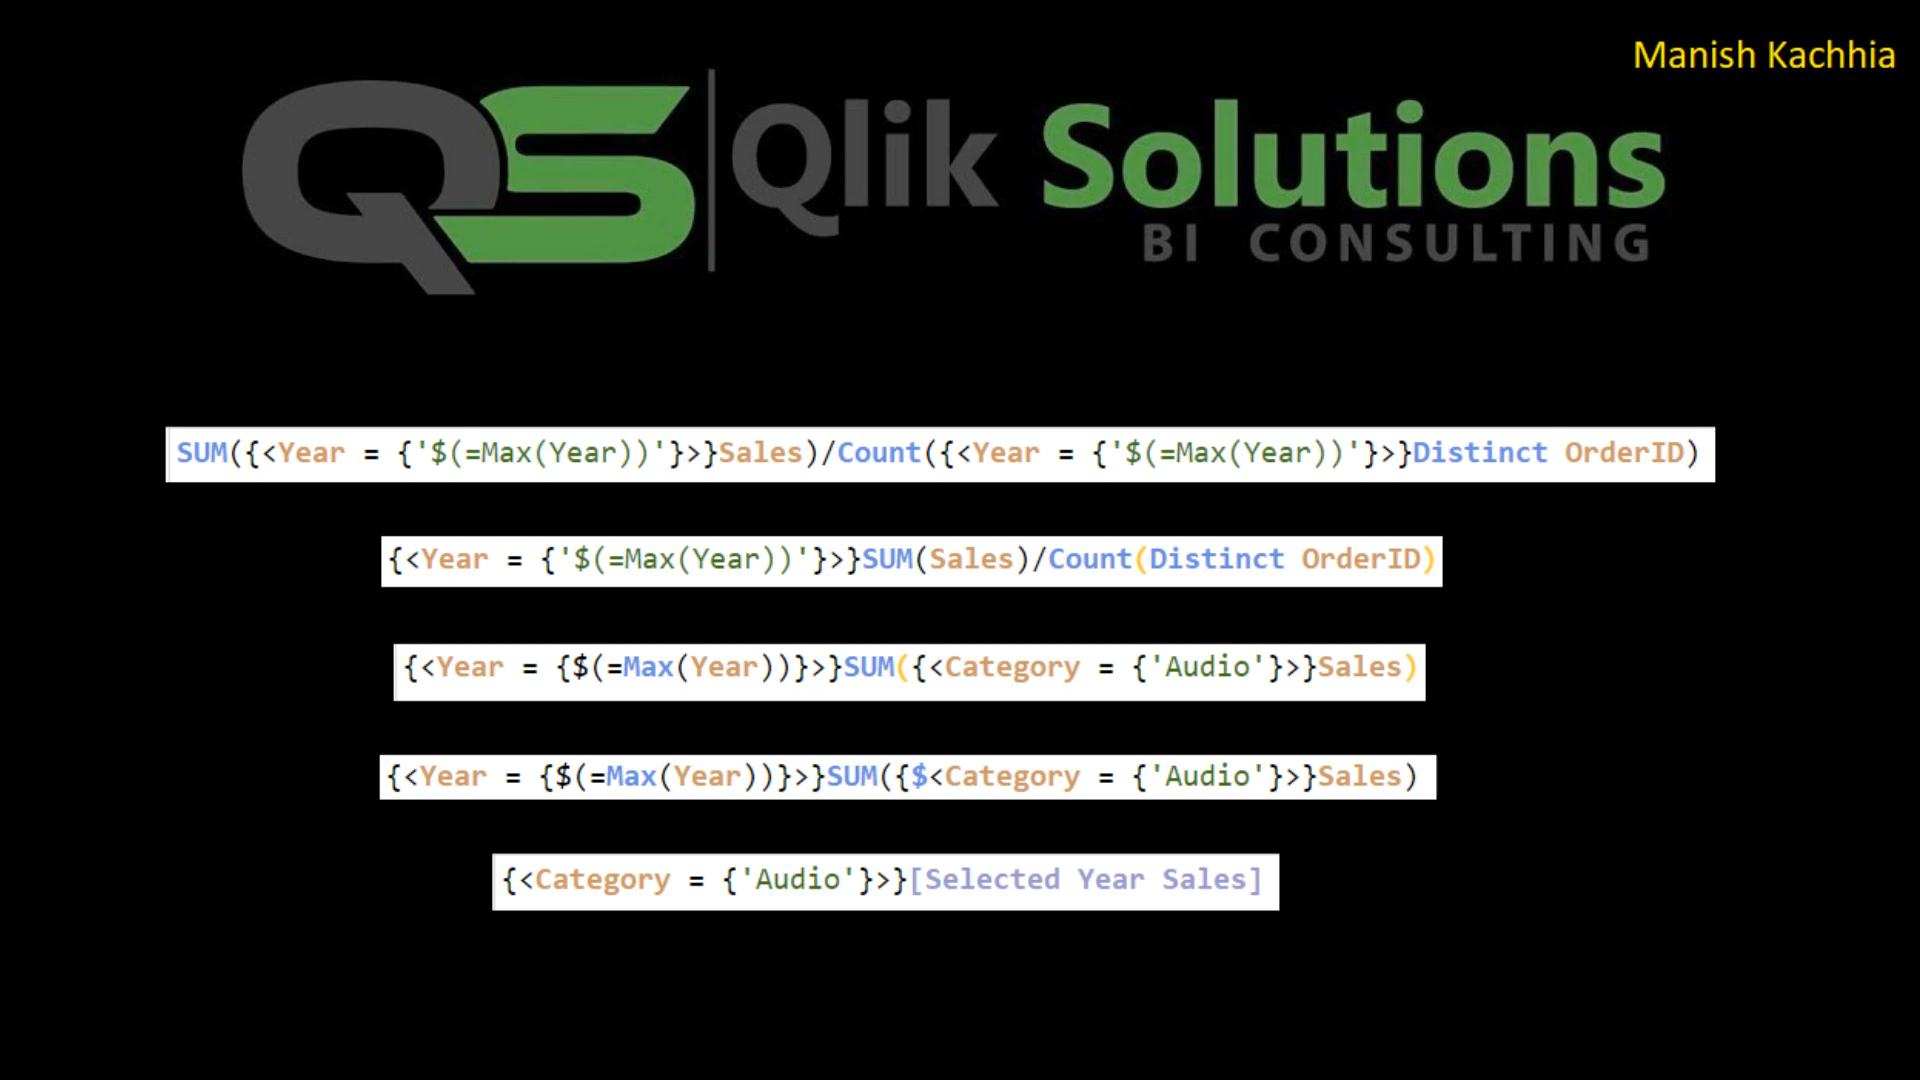 Manish Kachhia
QS Qlik Solutions
BI CONSULTING
SUM({<Year = {'$(=Max(Year))'}>}Sales)/Count({<Year = {'$(=Max(Year))'}>}Distinct OrderID)
{<Year = {'$(=Max(Year))'}>}SUM(Sales)/Count(Distinct OrderID)
{<Year = {$(=Max(Year))}>}SUM({<Category = {'Audio'}>}Sales)
{<Year = {$(=Max(Year))}>}SUM({$<Category = {'Audio'}>}Sales)
{<Category = {'Audio'}>}[Selected Year Sales]